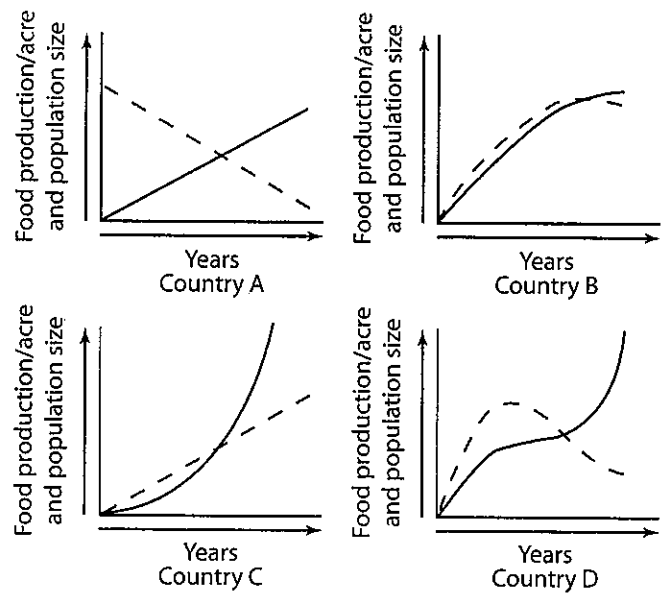 Food production/acre
and population size
Years
Country A
Food production/acre
and population size
Years
Country B
Food production/acre
and population size
Years
Country C
Food production/acre
and population size
Years
Country D